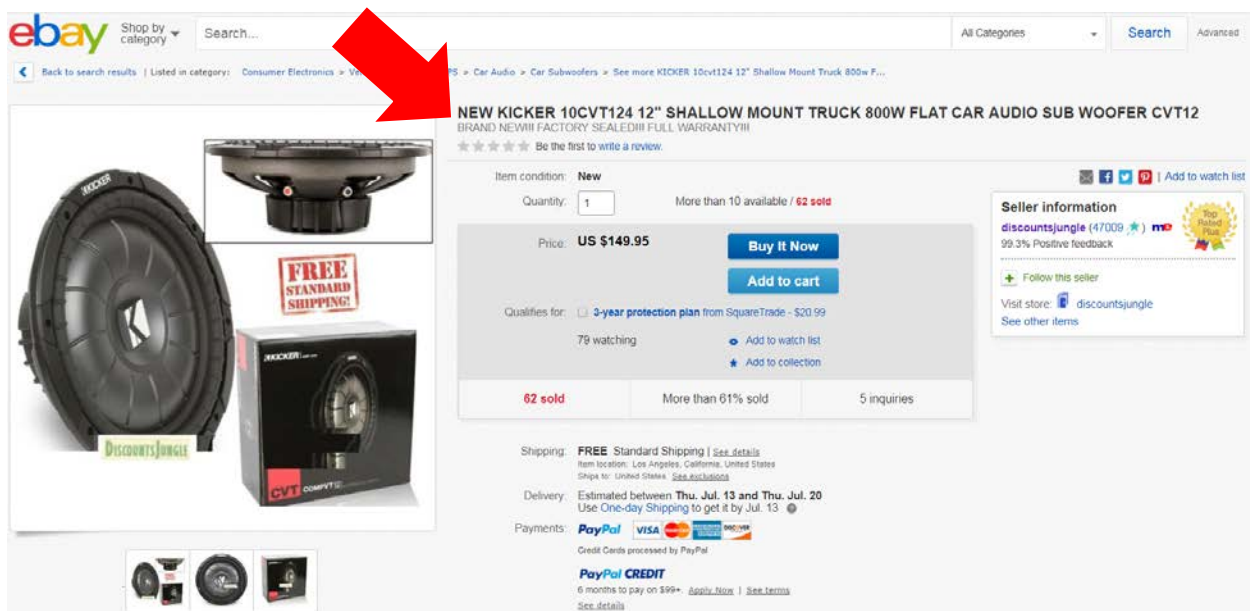 ebay
Shop by category
Search...
All Categories
Search
Advanced
Back to search results | Listed in category: Consumer Electronics > Ve
PS > Car Audio > Car Subwoofers > See more KICKER 10cvt124 12" Shallow Mount Truck 800w F...
NEW KICKER 10CVT124 12" SHALLOW MOUNT TRUCK 800W FLAT CAR AUDIO SUB WOOFER CVT12
BRAND NEW!!! FACTORY SEALED!!! FULL WARRANTY!!!
Be the first to write a review.
Item condition: New
Quantity: 1 More than 10 available / 62 sold
Price: US $149.95
Buy It Now
Add to cart
Qualifies for: 3-year protection plan from SquareTrade - $20.99
79 watching
Add to watch list
Add to collection
62 sold
More than 61% sold
5 inquiries
Shipping: FREE Standard Shipping | See details
Item location: Los Angeles, California, United States
Ships to: United States See exclusions
Delivery: Estimated between Thu. Jul. 13 and Thu. Jul. 20
Use One-day Shipping to get it by Jul. 13
Payments: PayPal VISA DISCOVER
Credit Cards processed by PayPal
PayPal CREDIT
6 months to pay on $99+. Apply Now | See terms
See details
| Add to watch list
Seller information
discountsjungle (47009) me
99.3% Positive feedback
Top Rated Plus
Follow this seller
Visit store: discountsjungle
See other items
KICKER
FREE
STANDARD
SHIPPING!
KICKER
CVT COMPVT
DISCOUNTSJUNGLE